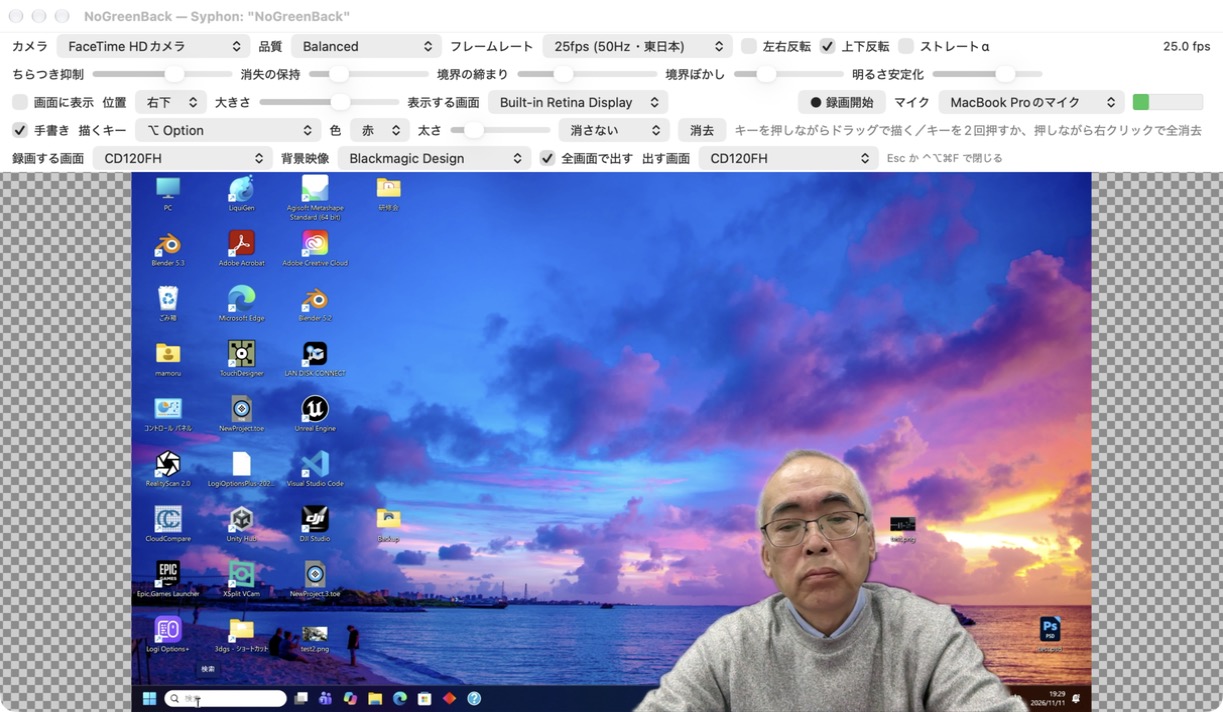 NoGreenBack — Syphon: "NoGreenBack"
カメラ FaceTime HDカメラ 品質 Balanced フレームレート 25fps (50Hz・東日本) 左右反転 上下反転 ストレートα 25.0 fps
ちらつき抑制 消失の保持 境界の締まり 境界ぼかし 明るさ安定化
画面に表示 位置 右下 大きさ 表示する画面 Built-in Retina Display 録画開始 マイク MacBook Proのマイク
手書き 描くキー ⌥ Option 色 赤 太さ 消さない 消去 キーを押しながらドラッグで描く／キーを２回押すか、押しながら右クリックで全消去
録画する画面 CD120FH 背景映像 Blackmagic Design 全画面で出す 出す画面 CD120FH Esc か ^⌥⌘F で閉じる
PC LiquiGen Agisoft Metashape Standard (64 bit) 研修会
Blender 5.3 Adobe Acrobat Adobe Creative Cloud
ごみ箱 Microsoft Edge Blender 5.2
mamoru TouchDesigner LAN DISK CONNECT
コントロール パネル NewProject.toe Unreal Engine
RealityScan 2.0 LogiOptionsPlus-202... Visual Studio Code
CloudCompare Unity Hub DJI Studio Backup test.png
Epic Games Launcher XSplit VCam NewProject.3.toe
Logi Options+ 3dgs - ショートカット test2.png
検索
検索
19:29
2026/11/11